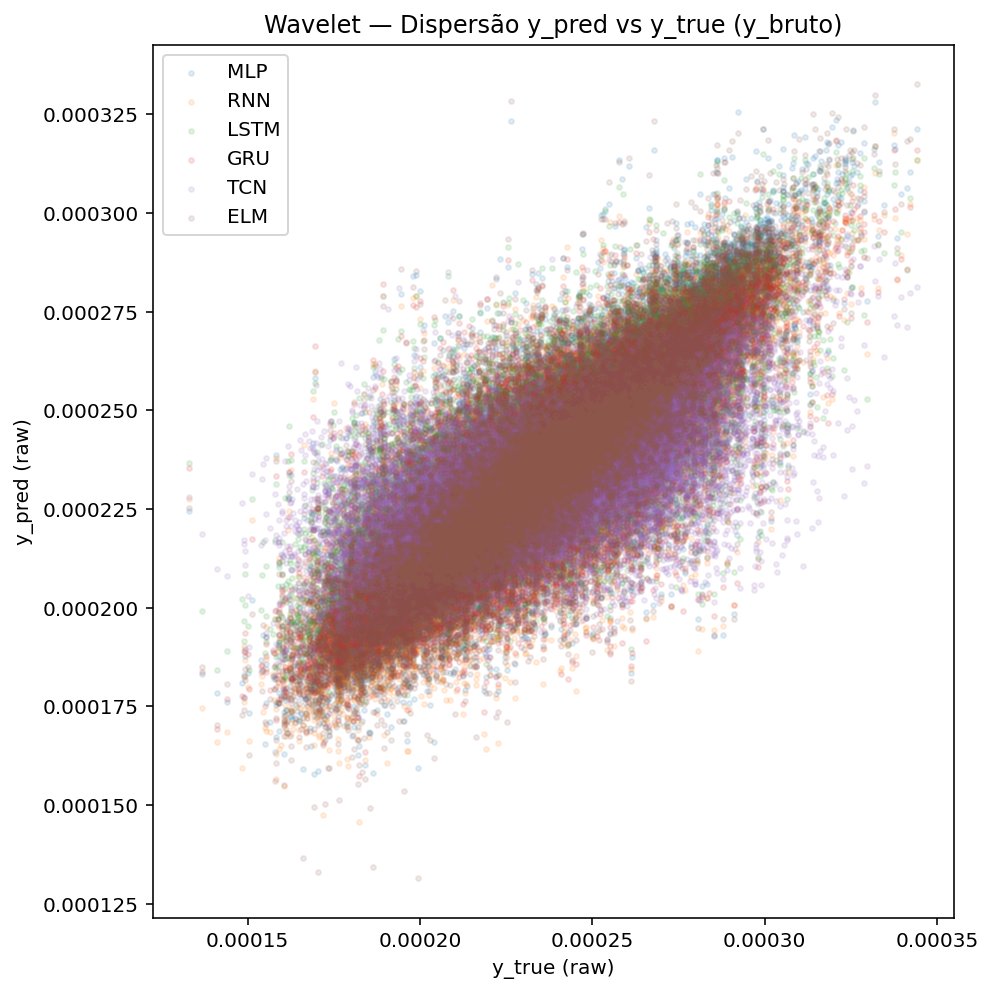 Wavelet — Dispersão y_pred vs y_true (y_bruto)
MLP
RNN
LSTM
GRU
TCN
ELM
y_pred (raw)
0.000325
0.000300
0.000275
0.000250
0.000225
0.000200
0.000175
0.000150
0.000125
0.00015
0.00020
0.00025
0.00030
0.00035
y_true (raw)